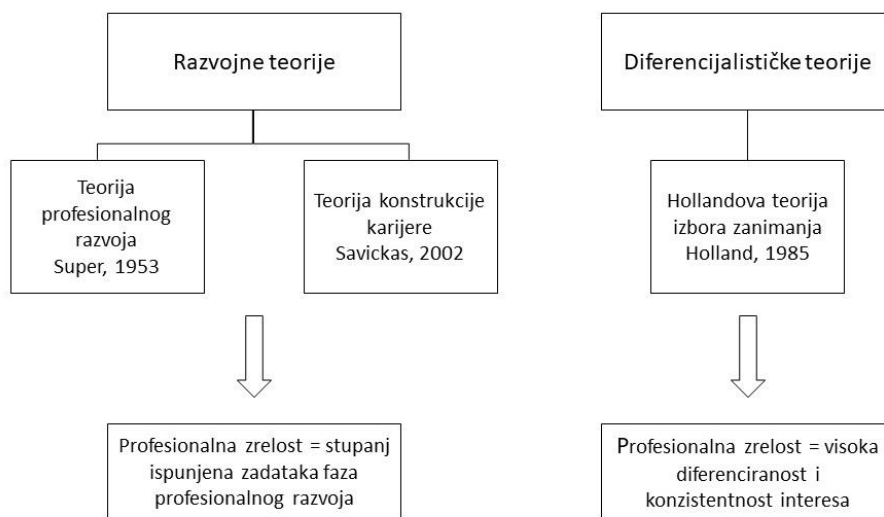 Razvojne teorije
Diferencijalističke teorije
Teorija
profesionalnog
razvoja
Super, 1953
Teorija konstrukcije
karijere
Savickas, 2002
Hollandova teorija
izbora zanimanja
Holland, 1985
Profesionalna zrelost = stupanj
ispunjena zadataka faza
profesionalnog razvoja
Profesionalna zrelost = visoka
diferenciranost i
konzistentnost interesa